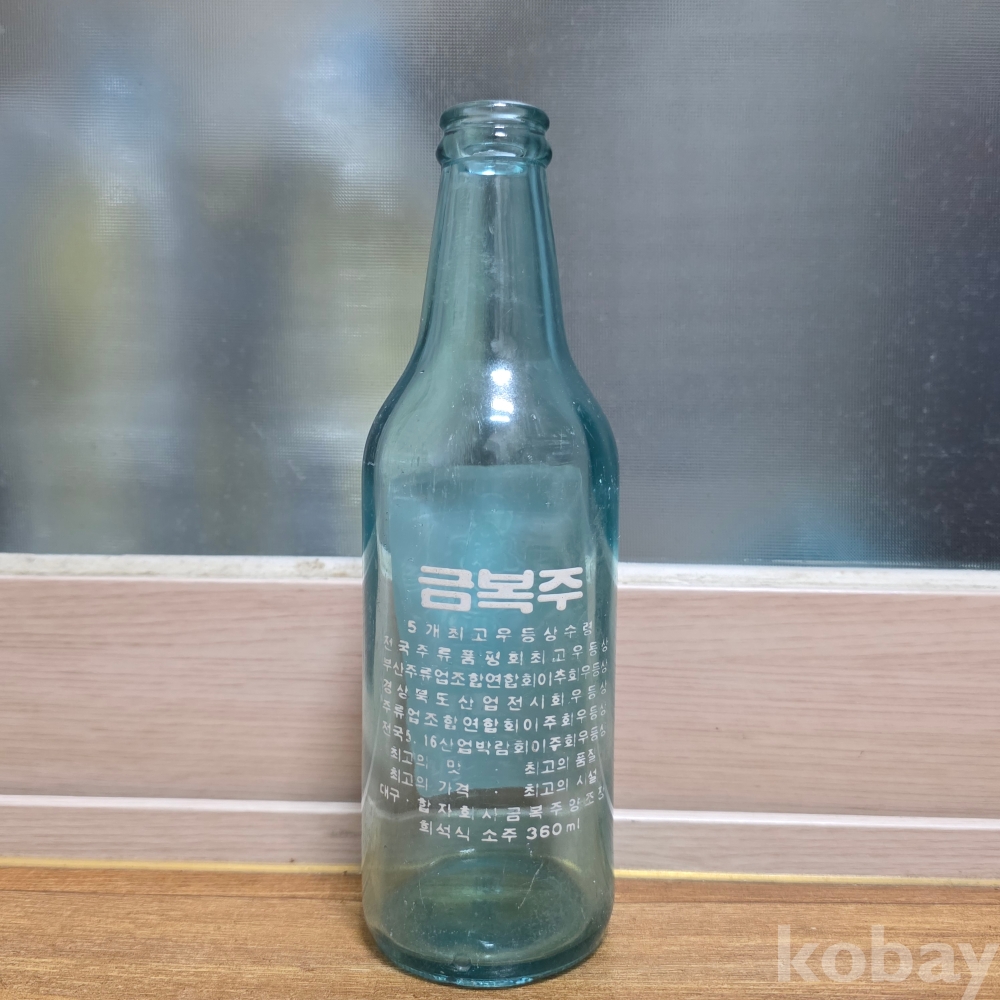 금복주
5개최고우등상수령
전국주류품평회최고우등상
부산주류업조합연합회이주회우등상
경상북도산업전시회우등상
주류업조합연합회이주회우등상
전국5.16산업박람회이주회우등상
최고의 맛 · 최고의 품질
최고의 가격 · 최고의 시설
대구 · 합자회사금복주양조장
희석식 소주 360ml
kobay